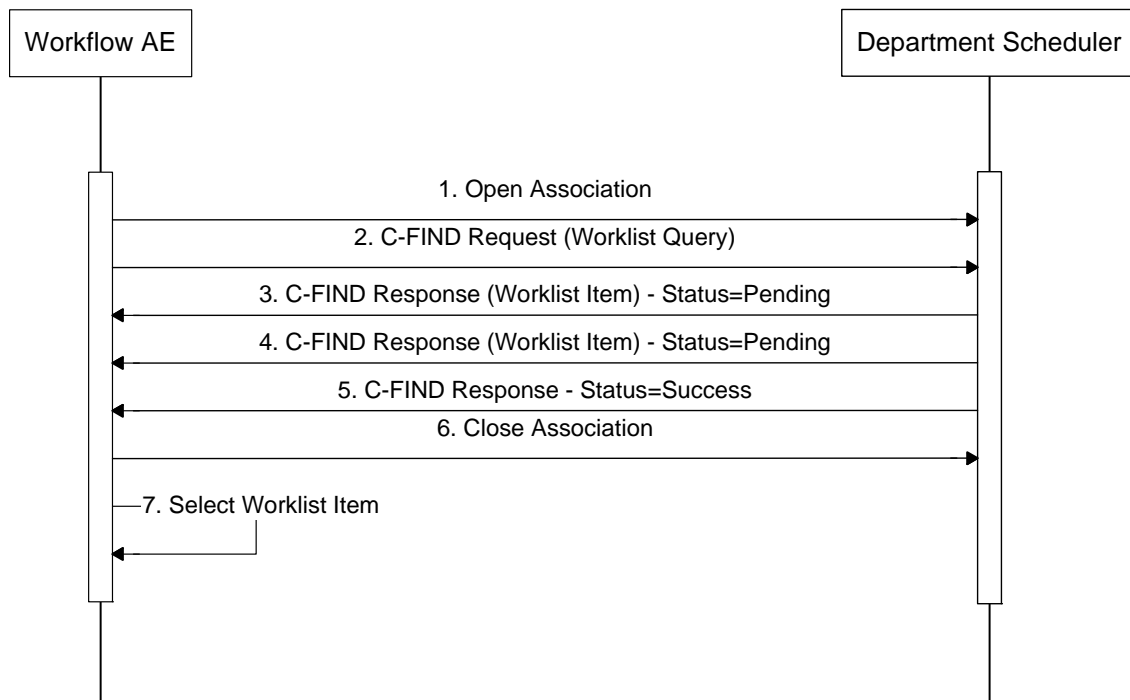 Workflow AE
Department Scheduler
1. Open Association
2. C-FIND Request (Worklist Query)
3. C-FIND Response (Worklist Item) - Status=Pending
4. C-FIND Response (Worklist Item) - Status=Pending
5. C-FIND Response - Status=Success
6. Close Association
7. Select Worklist Item